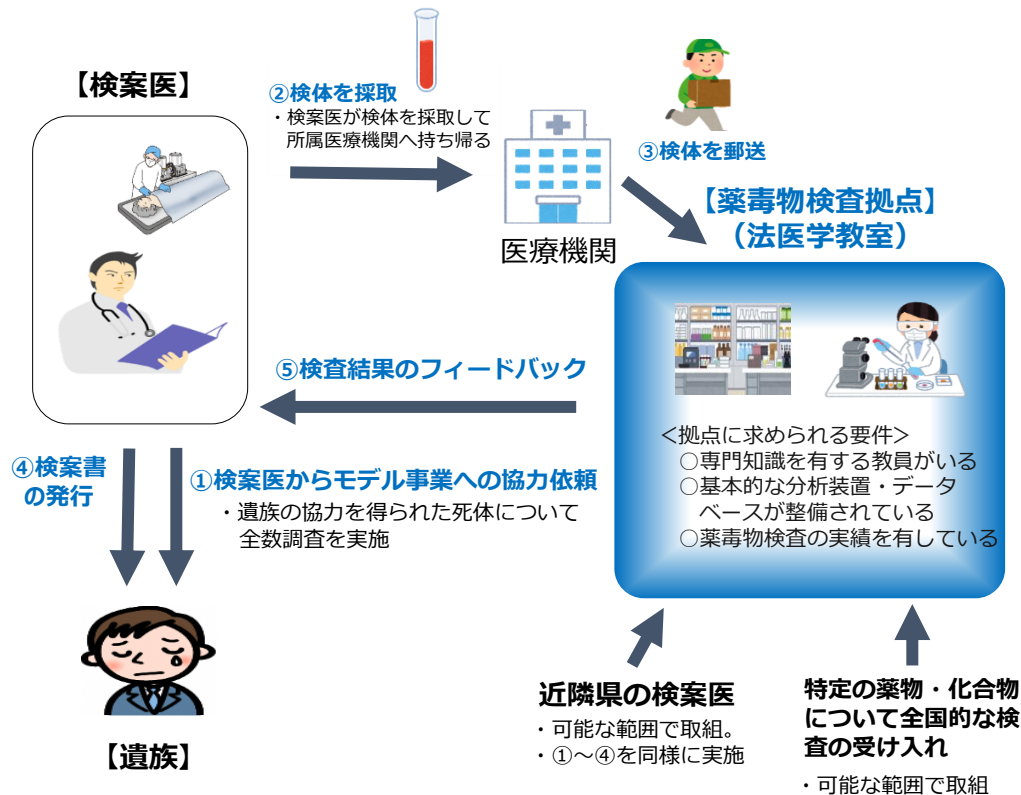 【検案医】
②検体を採取
・検案医が検体を採取して
所属医療機関へ持ち帰る
医療機関
③検体を郵送
【薬毒物検査拠点】
（法医学教室）
⑤検査結果のフィードバック
＜拠点に求められる要件＞
○専門知識を有する教員がいる
○基本的な分析装置・データ
ベースが整備されている
○薬毒物検査の実績を有している
④検案書
の発行
①検案医からモデル事業への協力依頼
・遺族の協力を得られた死体について
全数調査を実施
【遺族】
近隣県の検案医
・可能な範囲で取組。
・①～④を同様に実施
特定の薬物・化合物
について全国的な検
査の受け入れ
・可能な範囲で取組